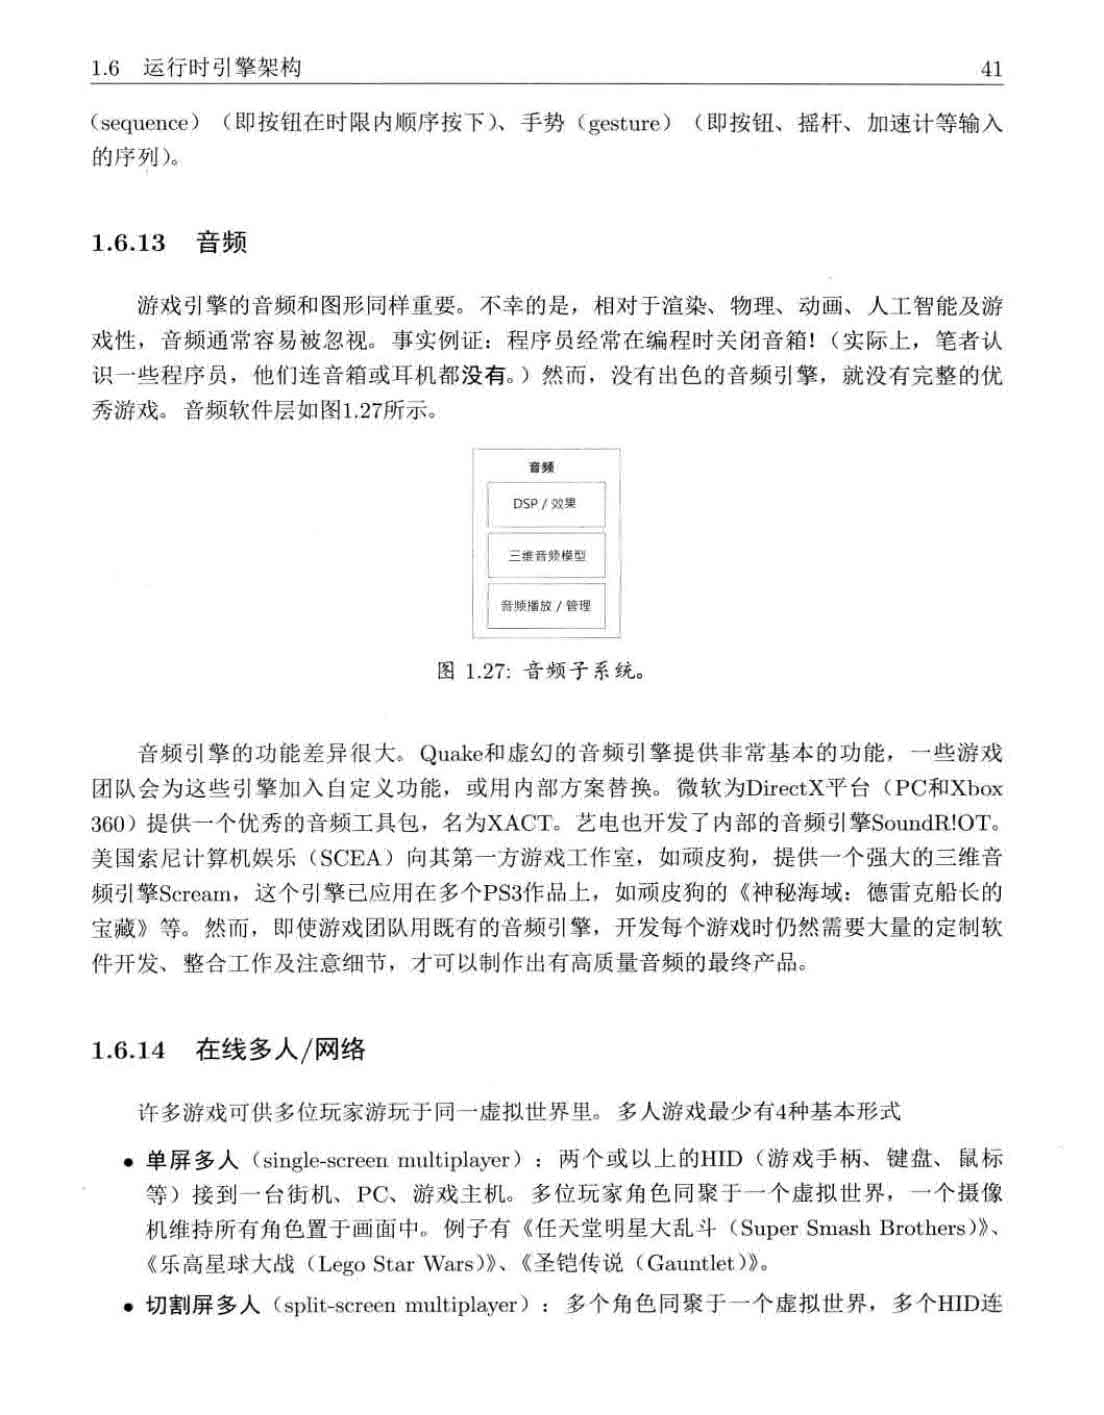 1.6 运行时引擎架构 41
（sequence）（即按钮在时限内顺序按下）、手势（gesture）（即按钮、摇杆、加速计等输入
的序列）。
1.6.13 音频
游戏引擎的音频和图形同样重要。不幸的是，相对于渲染、物理、动画、人工智能及游
戏性，音频通常容易被忽视。事实例证：程序员经常在编程时关闭音箱！（实际上，笔者认
识一些程序员，他们连音箱或耳机都没有。）然而，没有出色的音频引擎，就没有完整的优
秀游戏。音频软件层如图1.27所示。
音频
DSP / 效果
三维音频模型
音频播放 / 管理
图 1.27: 音频子系统。
音频引擎的功能差异很大。Quake和虚幻的音频引擎提供非常基本的功能，一些游戏
团队会为这些引擎加入自定义功能，或用内部方案替换。微软为DirectX平台（PC和Xbox
360）提供一个优秀的音频工具包，名为XACT。艺电也开发了内部的音频引擎SoundR!OT。
美国索尼计算机娱乐（SCEA）向其第一方游戏工作室，如顽皮狗，提供一个强大的三维音
频引擎Scream，这个引擎已应用在多个PS3作品上，如顽皮狗的《神秘海域：德雷克船长的
宝藏》等。然而，即使游戏团队用既有的音频引擎，开发每个游戏时仍然需要大量的定制软
件开发、整合工作及注意细节，才可以制作出有高质量音频的最终产品。
1.6.14 在线多人/网络
许多游戏可供多位玩家游玩于同一虚拟世界里。多人游戏最少有4种基本形式
• 单屏多人（single-screen multiplayer）：两个或以上的HID（游戏手柄、键盘、鼠标
等）接到一台街机、PC、游戏主机。多位玩家角色同聚于一个虚拟世界，一个摄像
机维持所有角色置于画面中。例子有《任天堂明星大乱斗（Super Smash Brothers）》、
《乐高星球大战（Lego Star Wars）》、《圣铠传说（Gauntlet）》。
• 切割屏多人（split-screen multiplayer）：多个角色同聚于一个虚拟世界，多个HID连